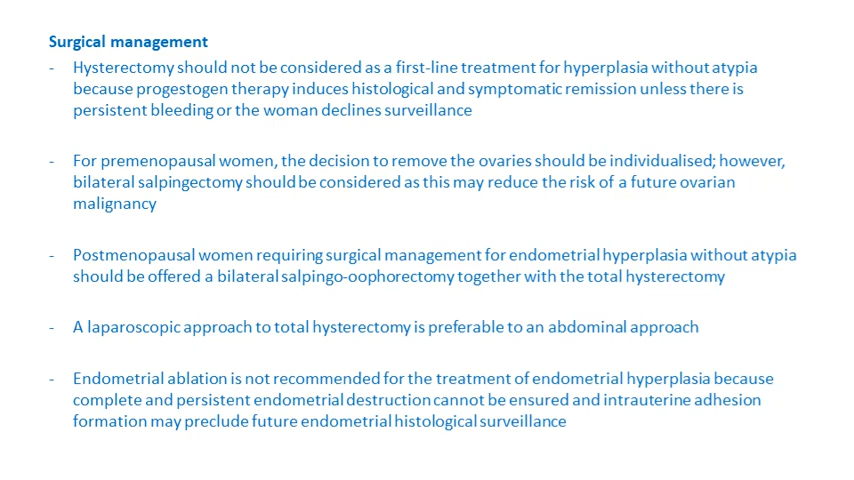 Surgical management
- Hysterectomy should not be considered as a first-line treatment for hyperplasia without atypia
because progestogen therapy induces histological and symptomatic remission unless there is
persistent bleeding or the woman declines surveillance
- For premenopausal women, the decision to remove the ovaries should be individualised; however,
bilateral salpingectomy should be considered as this may reduce the risk of a future ovarian
malignancy
- Postmenopausal women requiring surgical management for endometrial hyperplasia without atypia
should be offered a bilateral salpingo-oophorectomy together with the total hysterectomy
- A laparoscopic approach to total hysterectomy is preferable to an abdominal approach
- Endometrial ablation is not recommended for the treatment of endometrial hyperplasia because
complete and persistent endometrial destruction cannot be ensured and intrauterine adhesion
formation may preclude future endometrial histological surveillance